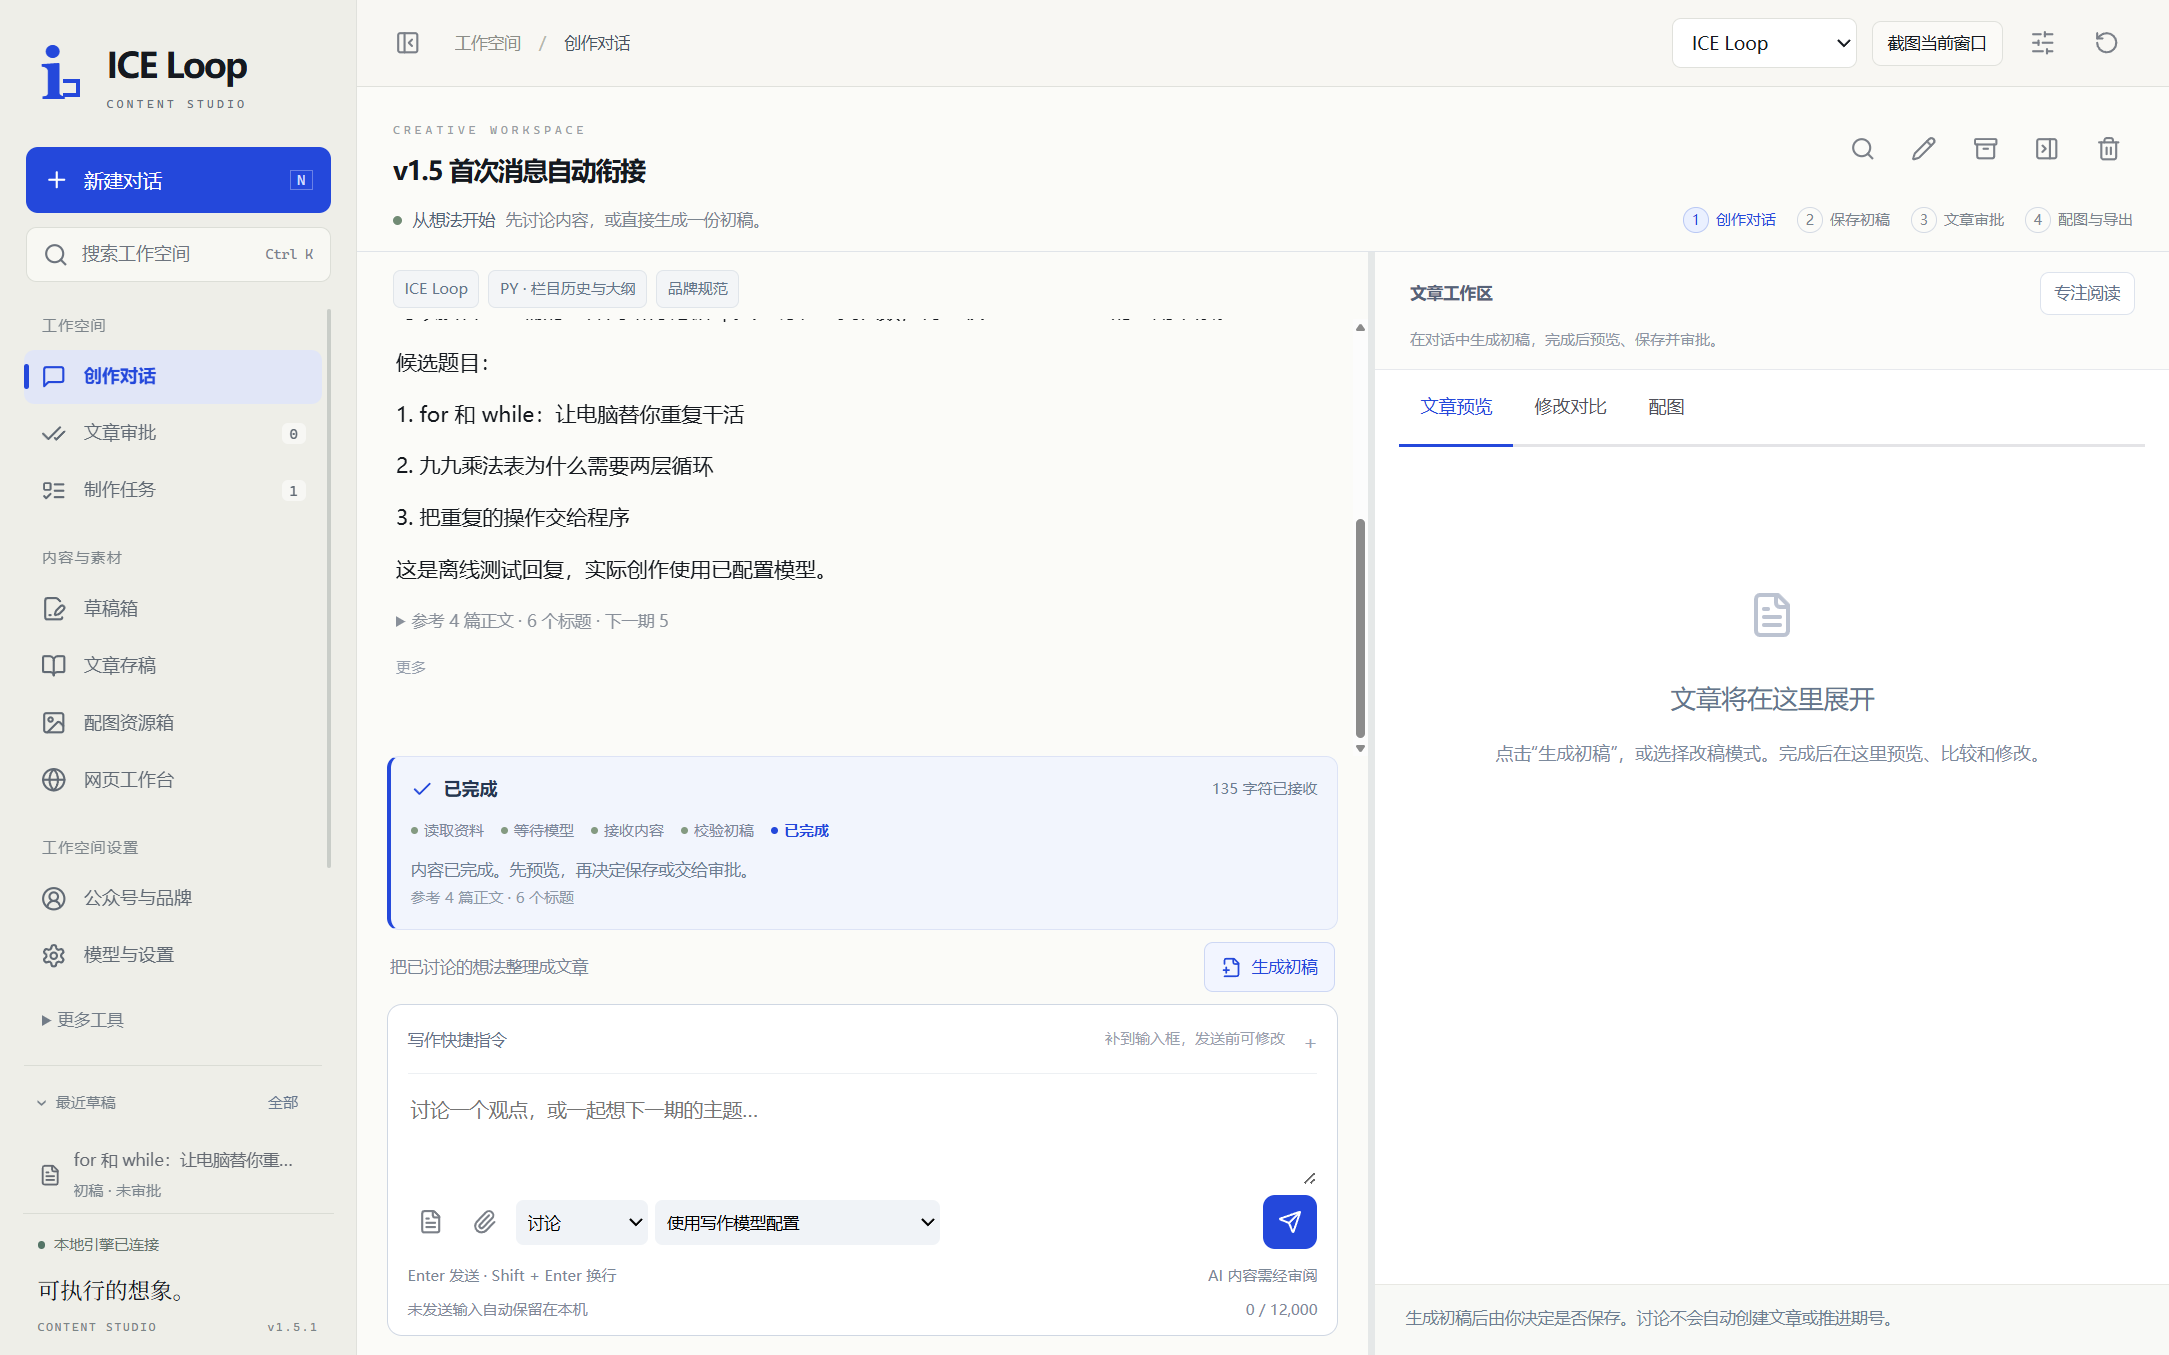 ICE Loop
CONTENT STUDIO
新建对话 N
搜索工作空间 Ctrl K
工作空间
创作对话
文章审批 0
制作任务 1
内容与素材
草稿箱
文章存稿
配图资源箱
网页工作台
工作空间设置
公众号与品牌
模型与设置
更多工具
最近草稿 全部
for 和 while：让电脑替你重...
初稿 · 未审批
本地引擎已连接
可执行的想象。
CONTENT STUDIO v1.5.1
工作空间 / 创作对话
ICE Loop 截图当前窗口
CREATIVE WORKSPACE
v1.5 首次消息自动衔接
从想法开始 先讨论内容，或直接生成一份初稿。
1 创作对话 2 保存初稿 3 文章审批 4 配图与导出
ICE Loop PY · 栏目历史与大纲 品牌规范
候选题目：
1. for 和 while：让电脑替你重复干活
2. 九九乘法表为什么需要两层循环
3. 把重复的操作交给程序
这是离线测试回复，实际创作使用已配置模型。
参考 4 篇正文 · 6 个标题 · 下一期 5
更多
已完成 135 字符已接收
读取资料 等待模型 接收内容 校验初稿 已完成
内容已完成。先预览，再决定保存或交给审批。
参考 4 篇正文 · 6 个标题
把已讨论的想法整理成文章 生成初稿
写作快捷指令 补到输入框，发送前可修改 +
讨论一个观点，或一起想下一期的主题...
讨论 使用写作模型配置
Enter 发送 · Shift + Enter 换行 AI 内容需经审阅
未发送输入自动保留在本机 0 / 12,000
文章工作区 专注阅读
在对话中生成初稿，完成后预览、保存并审批。
文章预览 修改对比 配图
文章将在这里展开
点击“生成初稿”，或选择改稿模式。完成后在这里预览、比较和修改。
生成初稿后由你决定是否保存。讨论不会自动创建文章或推进期号。